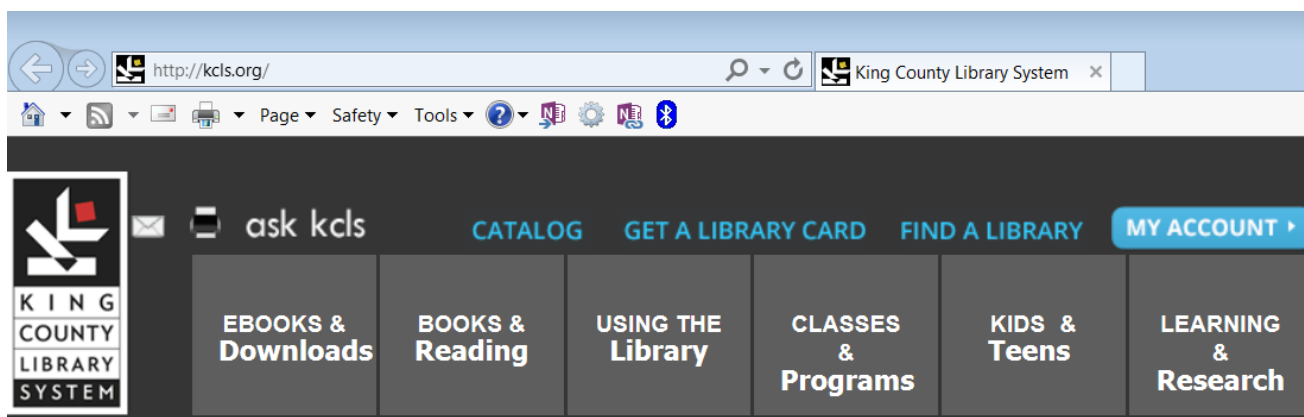 http://kcls.org/
King County Library System
Page Safety Tools
ask kcls
CATALOG GET A LIBRARY CARD FIND A LIBRARY MY ACCOUNT
KING
COUNTY
LIBRARY
SYSTEM
EBOOKS &
Downloads
BOOKS &
Reading
USING THE
Library
CLASSES
&
Programs
KIDS &
Teens
LEARNING
&
Research